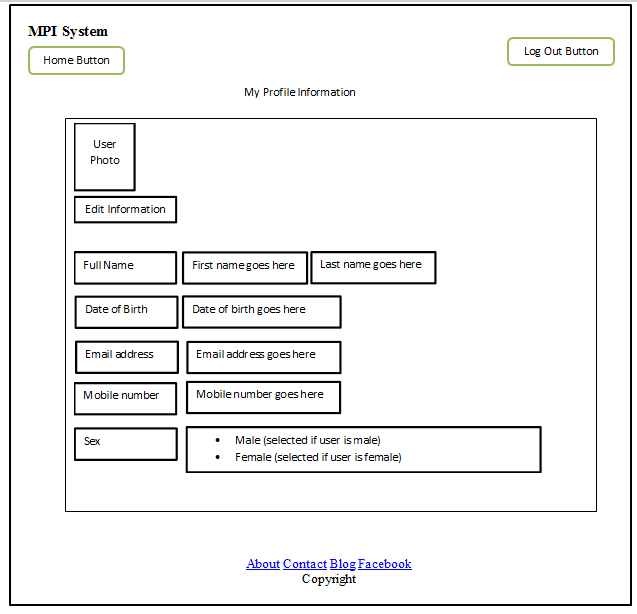 MPI System
Home Button
Log Out Button
My Profile Information
User
Photo
Edit Information
Full Name
First name goes here
Last name goes here
Date of Birth
Date of birth goes here
Email address
Email address goes here
Mobile number
Mobile number goes here
Sex
• Male (selected if user is male)
• Female (selected if user is female)
About Contact Blog Facebook
Copyright